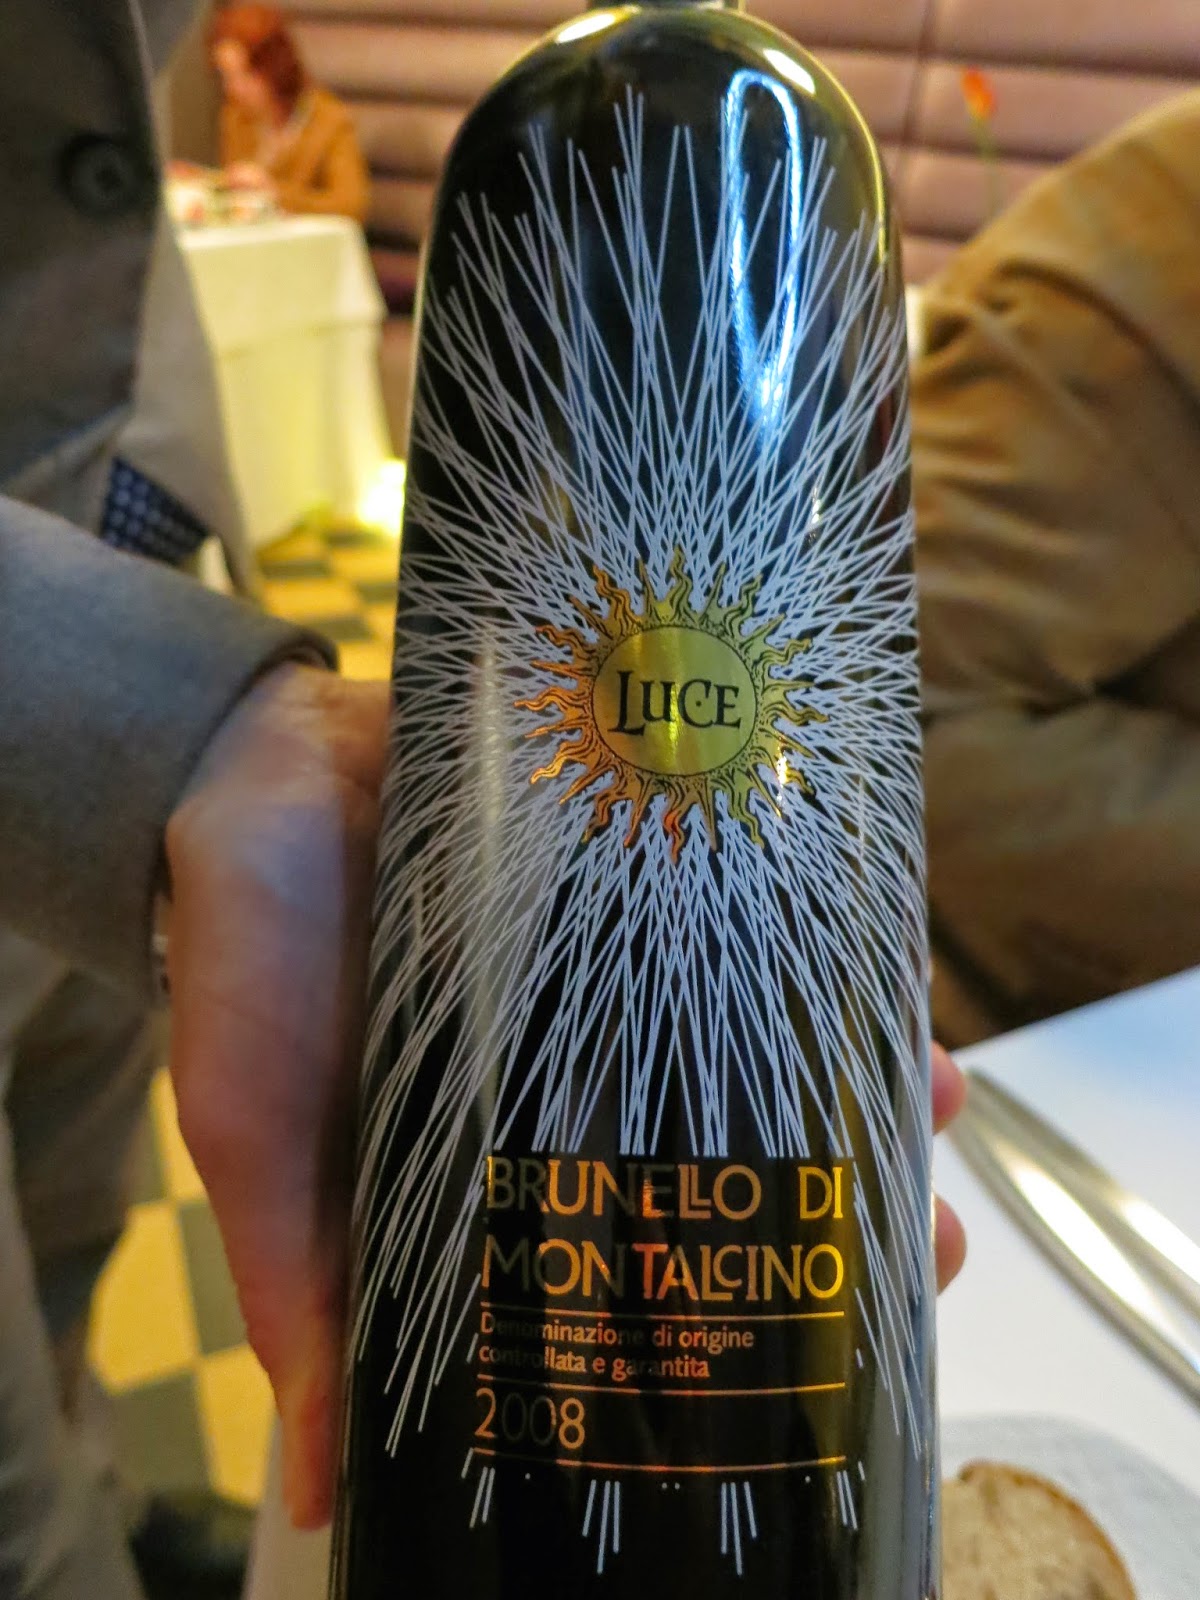 LUCE
BRUNELLO DI
MONTALCINO
Denominazione di origine
controllata e garantita
2008